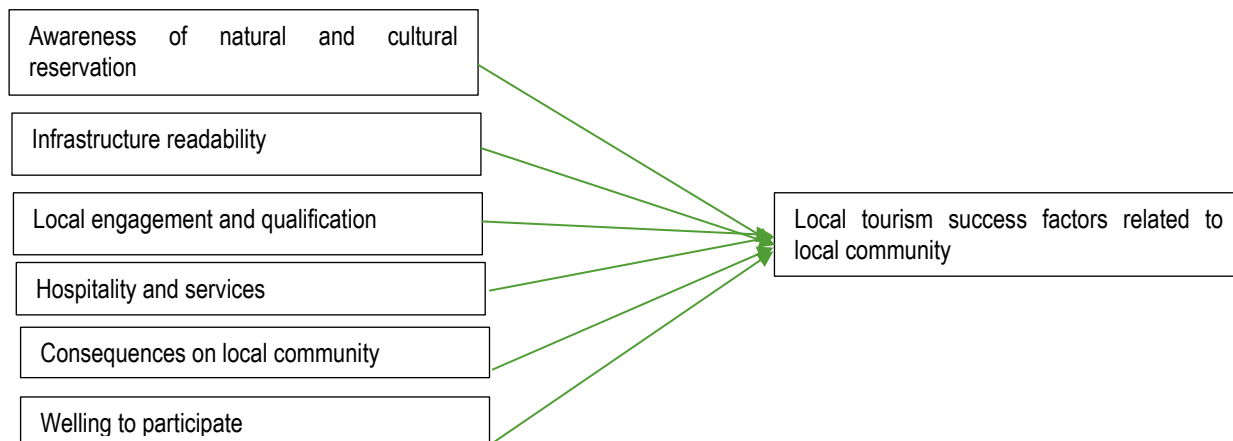 Awareness of natural and cultural
reservation
Infrastructure readability
Local engagement and qualification
Hospitality and services
Consequences on local community
Welling to participate
Local tourism success factors related to
local community